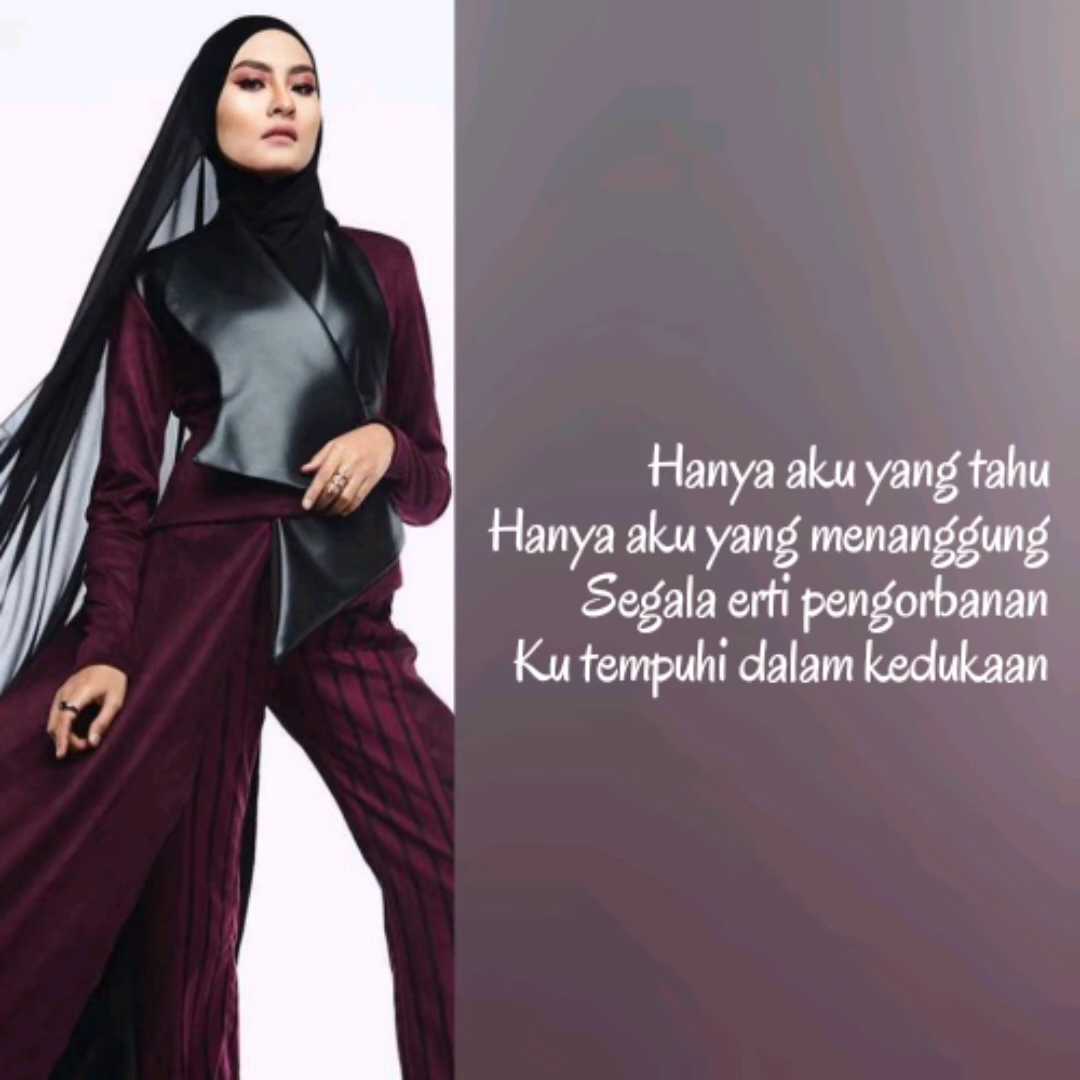 Hanya aku yang tahu
Hanya aku yang menanggung
Segala erti pengorbanan
Ku tempuhi dalam kedukaan